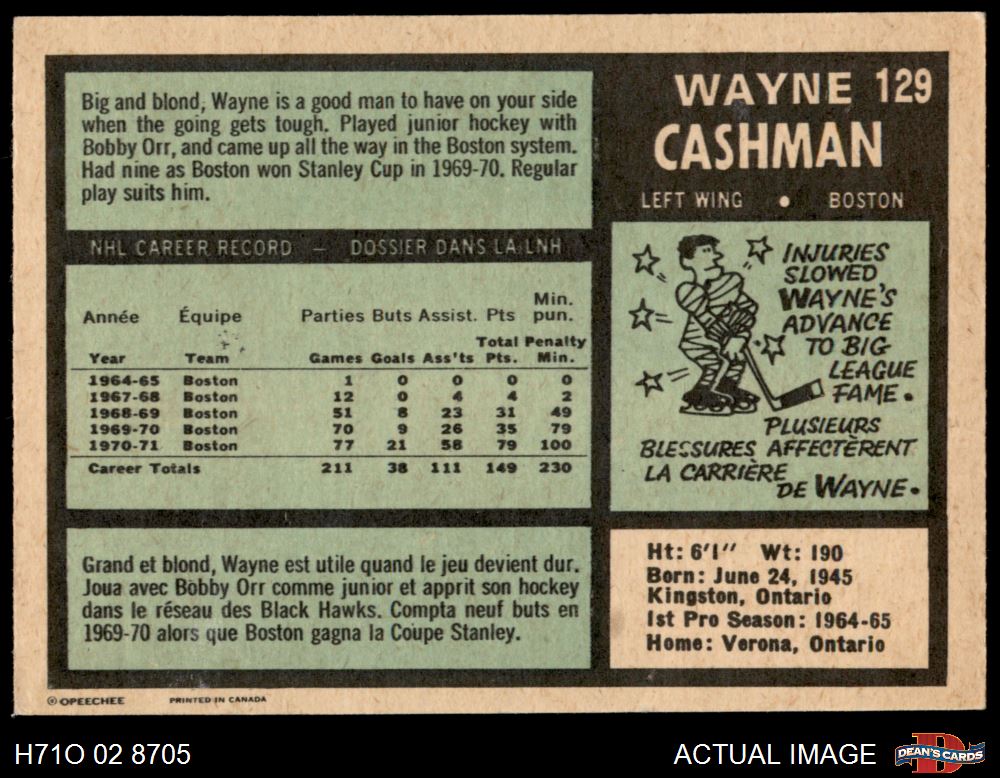 Big and blond, Wayne is a good man to have on your side
when the going gets tough. Played junior hockey with
Bobby Orr, and came up all the way in the Boston system.
Had nine as Boston won Stanley Cup in 1969-70. Regular
play suits him.
WAYNE 129
CASHMAN
LEFT WING • BOSTON
NHL CAREER RECORD — DOSSIER DANS LA LNH
Année Équipe Parties Buts Assist. Pts Min. pun.
Year Team Games Goals Ass'ts Total Pts. Penalty Min.
1964-65 Boston 1 0 0 0 0
1967-68 Boston 12 0 4 4 2
1968-69 Boston 51 8 23 31 49
1969-70 Boston 70 9 26 35 79
1970-71 Boston 77 21 58 79 100
Career Totals 211 38 111 149 230
INJURIES
SLOWED
WAYNE'S
ADVANCE
TO BIG
LEAGUE
FAME.
PLUSIEURS
BLESSURES AFFECTÈRENT
LA CARRIÈRE
DE WAYNE.
Grand et blond, Wayne est utile quand le jeu devient dur.
Joua avec Bobby Orr comme junior et apprit son hockey
dans le réseau des Black Hawks. Compta neuf buts en
1969-70 alors que Boston gagna la Coupe Stanley.
Ht: 6'1" Wt: 190
Born: June 24, 1945
Kingston, Ontario
1st Pro Season: 1964-65
Home: Verona, Ontario
© OPEECHEE PRINTED IN CANADA
H71O 02 8705
ACTUAL IMAGE
DEAN'S CARDS